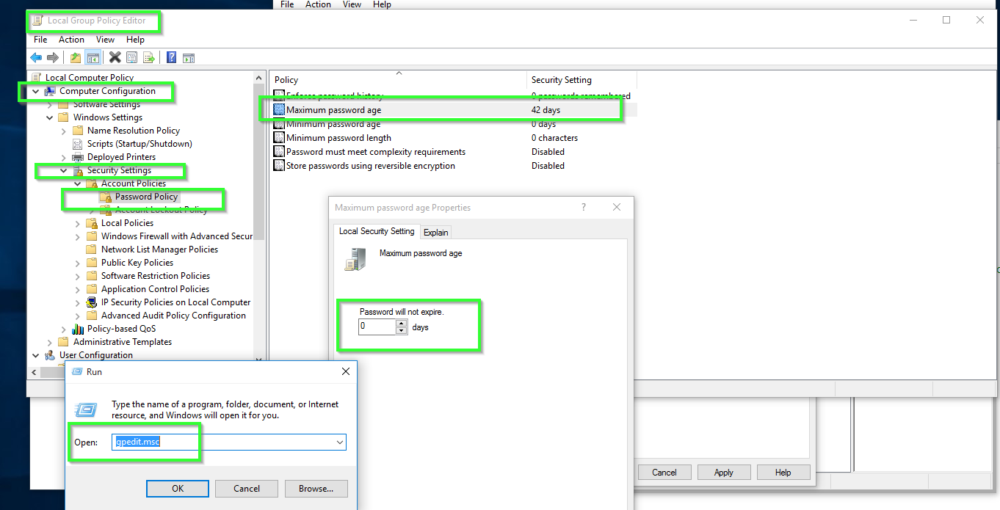 File Action View Help
Local Group Policy Editor
File Action View Help
Local Computer Policy
Computer Configuration
Software Settings
Windows Settings
Name Resolution Policy
Scripts (Startup/Shutdown)
Deployed Printers
Security Settings
Account Policies
Password Policy
Account Lockout Policy
Local Policies
Windows Firewall with Advanced Secur
Network List Manager Policies
Public Key Policies
Software Restriction Policies
Application Control Policies
IP Security Policies on Local Computer
Advanced Audit Policy Configuration
Policy-based QoS
Administrative Templates
User Configuration
Policy Security Setting
Enforce password history 0 passwords remembered
Maximum password age 42 days
Minimum password age 0 days
Minimum password length 0 characters
Password must meet complexity requirements Disabled
Store passwords using reversible encryption Disabled
Maximum password age Properties ?
Local Security Setting Explain
Maximum password age
Password will not expire.
0 days
Run
Type the name of a program, folder, document, or Internet
resource, and Windows will open it for you.
Open: gpedit.msc
OK Cancel Browse...
Cancel Apply Help